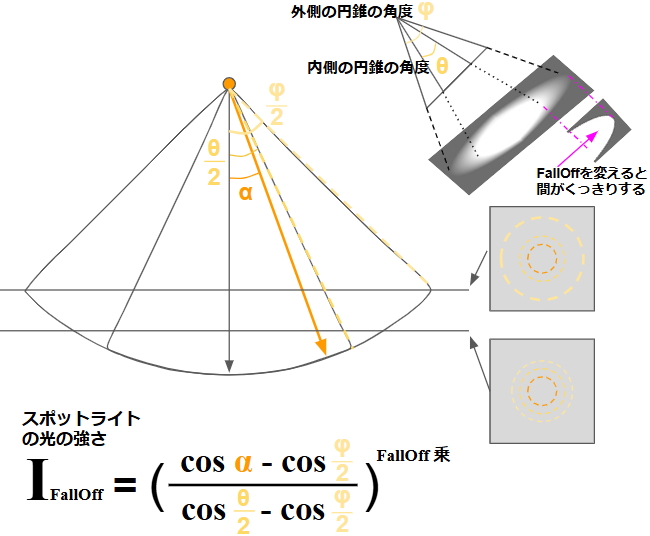 外側の円錐の角度 φ
内側の円錐の角度 θ
φ/2
θ/2
α
FallOffを変えると
間がくっきりする
スポットライト
の光の強さ
I FallOff = ( (cos α - cos φ/2) / (cos θ/2 - cos φ/2) ) FallOff 乗